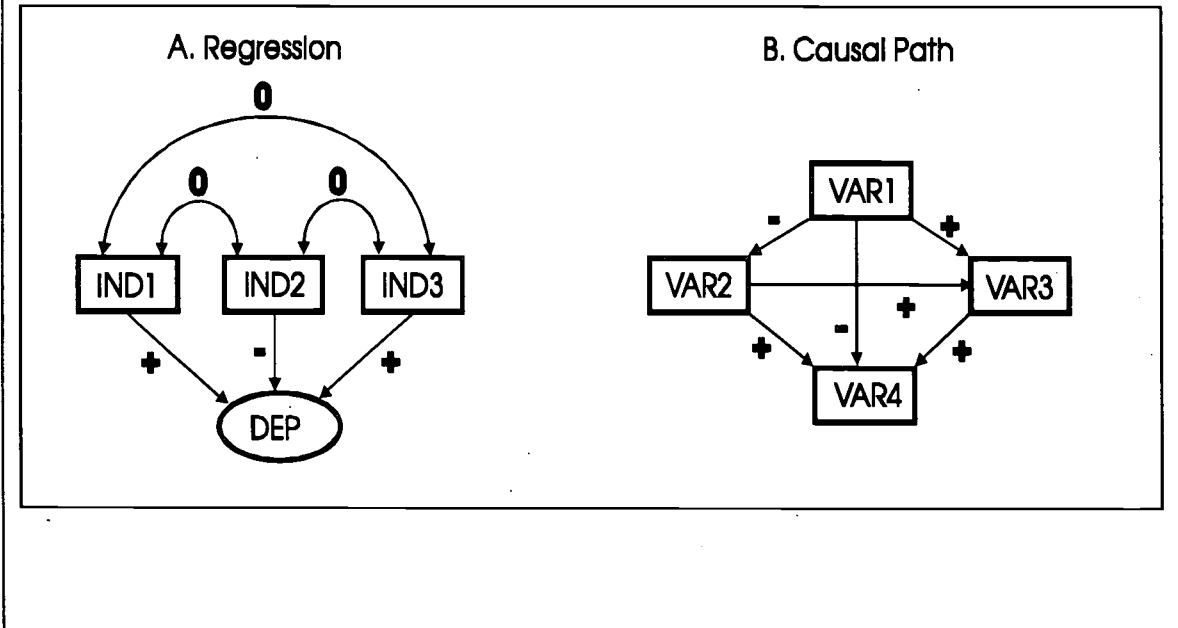 A. Regression
B. Causal Path
0
0
0
IND1
IND2
IND3
+
-
+
DEP
VAR1
-
+
VAR2
VAR3
+
-
+
+
VAR4